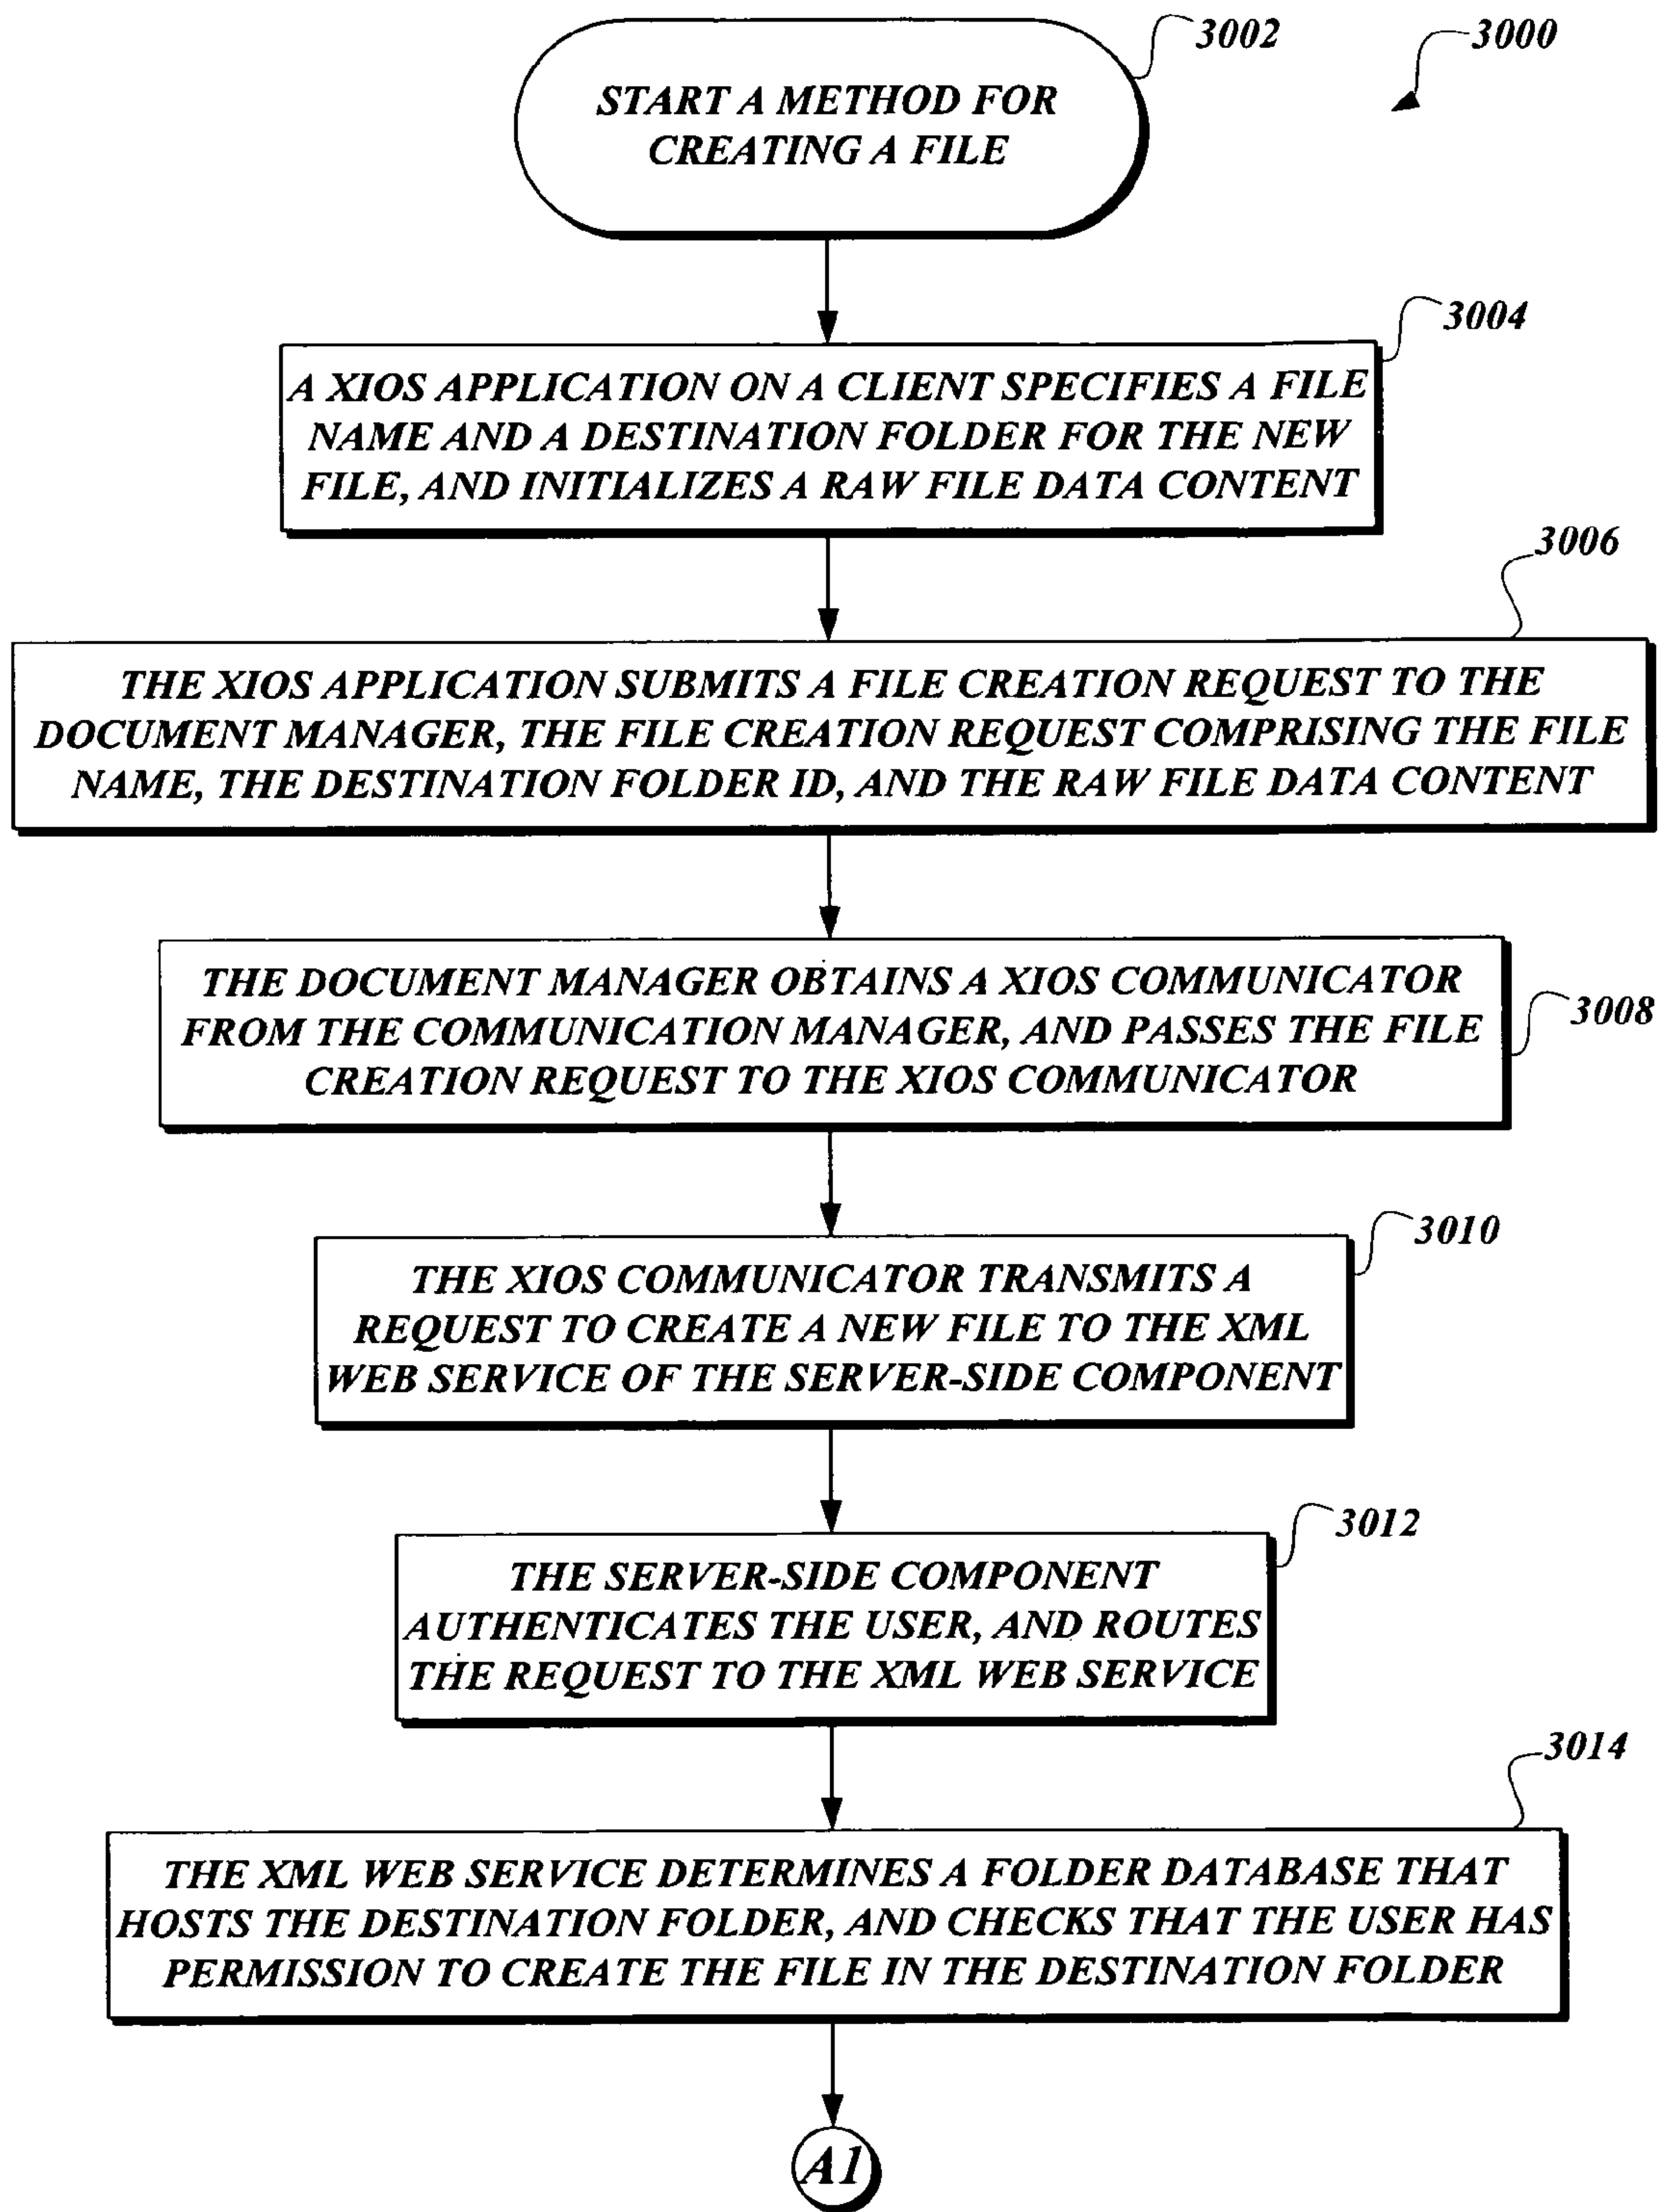 3002
3000
START A METHOD FOR
CREATING A FILE
3004
A XIOS APPLICATION ON A CLIENT SPECIFIES A FILE
NAME AND A DESTINATION FOLDER FOR THE NEW
FILE, AND INITIALIZES A RAW FILE DATA CONTENT
3006
THE XIOS APPLICATION SUBMITS A FILE CREATION REQUEST TO THE
DOCUMENT MANAGER, THE FILE CREATION REQUEST COMPRISING THE FILE
NAME, THE DESTINATION FOLDER ID, AND THE RAW FILE DATA CONTENT
THE DOCUMENT MANAGER OBTAINS A XIOS COMMUNICATOR
FROM THE COMMUNICATION MANAGER, AND PASSES THE FILE
CREATION REQUEST TO THE XIOS COMMUNICATOR
3008
3010
THE XIOS COMMUNICATOR TRANSMITS A
REQUEST TO CREATE A NEW FILE TO THE XML
WEB SERVICE OF THE SERVER-SIDE COMPONENT
3012
THE SERVER-SIDE COMPONENT
AUTHENTICATES THE USER, AND ROUTES
THE REQUEST TO THE XML WEB SERVICE
3014
THE XML WEB SERVICE DETERMINES A FOLDER DATABASE THAT
HOSTS THE DESTINATION FOLDER, AND CHECKS THAT THE USER HAS
PERMISSION TO CREATE THE FILE IN THE DESTINATION FOLDER
A1